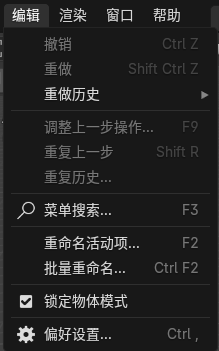 编辑 渲染 窗口 帮助
撤销 Ctrl Z
重做 Shift Ctrl Z
重做历史
调整上一步操作... F9
重复上一步 Shift R
重复历史...
菜单搜索... F3
重命名活动项... F2
批量重命名... Ctrl F2
锁定物体模式
偏好设置... Ctrl ,